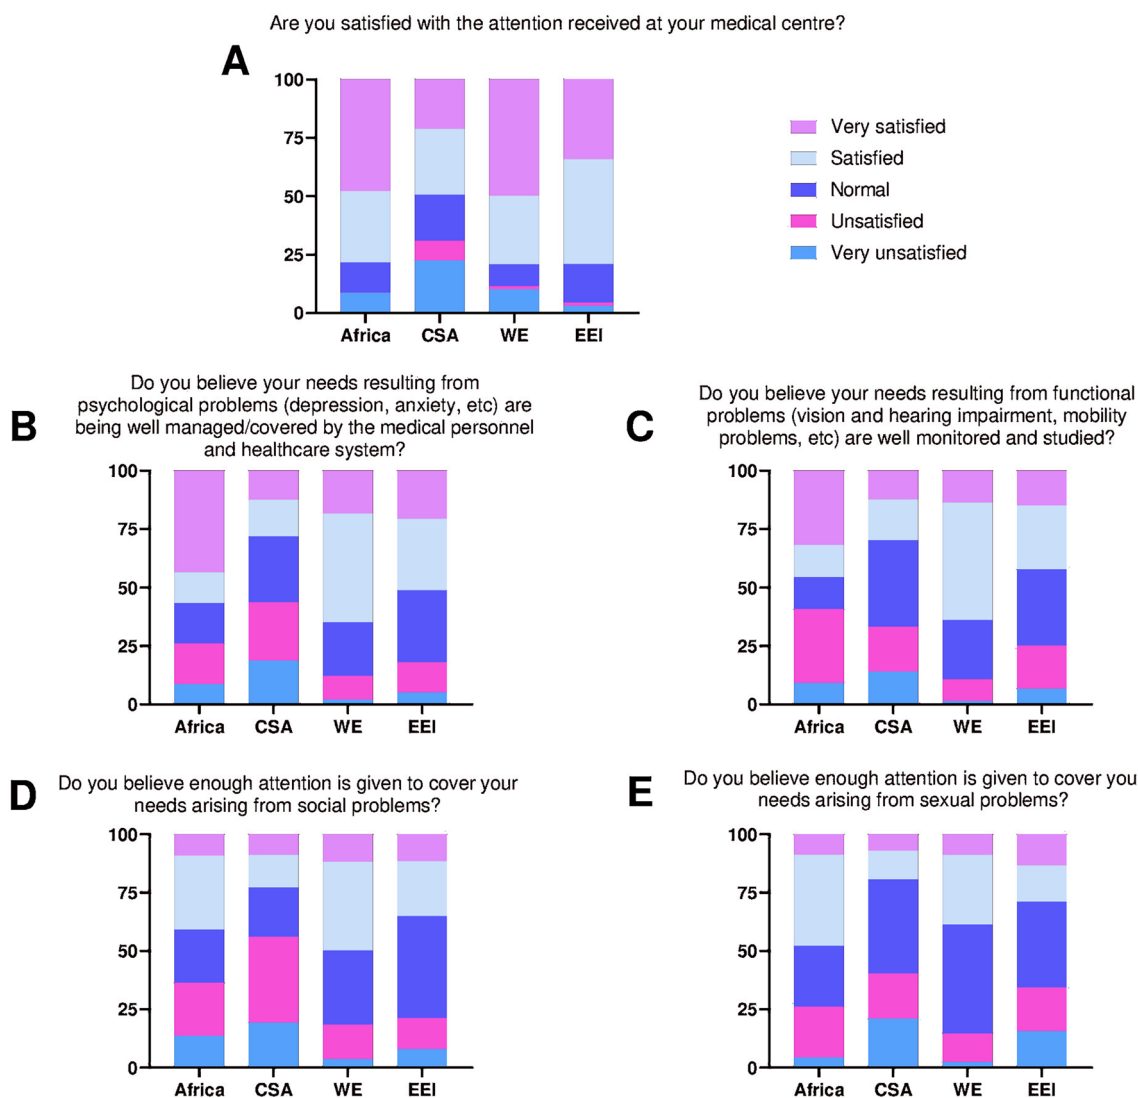 Are you satisfied with the attention received at your medical centre?
A
100
75
50
25
0
Africa CSA WE EEI
Very satisfied
Satisfied
Normal
Unsatisfied
Very unsatisfied
B
Do you believe your needs resulting from
psychological problems (depression, anxiety, etc) are
being well managed/covered by the medical personnel
and healthcare system?
100
75
50
25
0
Africa CSA WE EEI
C
Do you believe your needs resulting from functional
problems (vision and hearing impairment, mobility
problems, etc) are well monitored and studied?
100
75
50
25
0
Africa CSA WE EEI
D
Do you believe enough attention is given to cover your
needs arising from social problems?
100
75
50
25
0
Africa CSA WE EEI
E
Do you believe enough attention is given to cover you
needs arising from sexual problems?
100
75
50
25
0
Africa CSA WE EEI